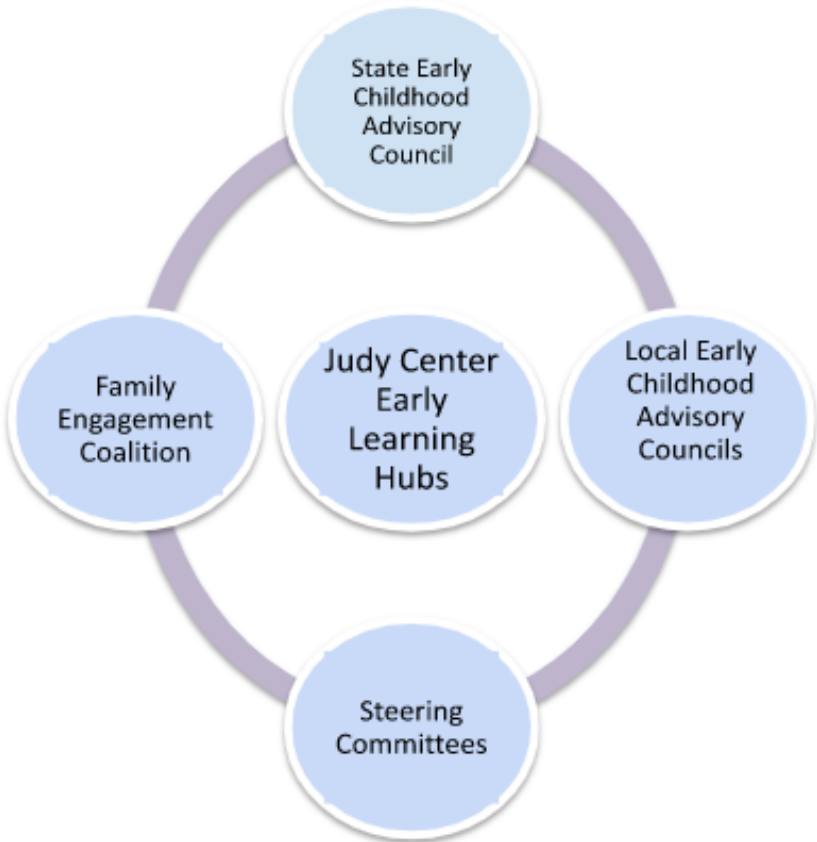 State Early
Childhood
Advisory
Council
Family
Engagement
Coalition
Judy Center
Early
Learning
Hubs
Local Early
Childhood
Advisory
Councils
Steering
Committees